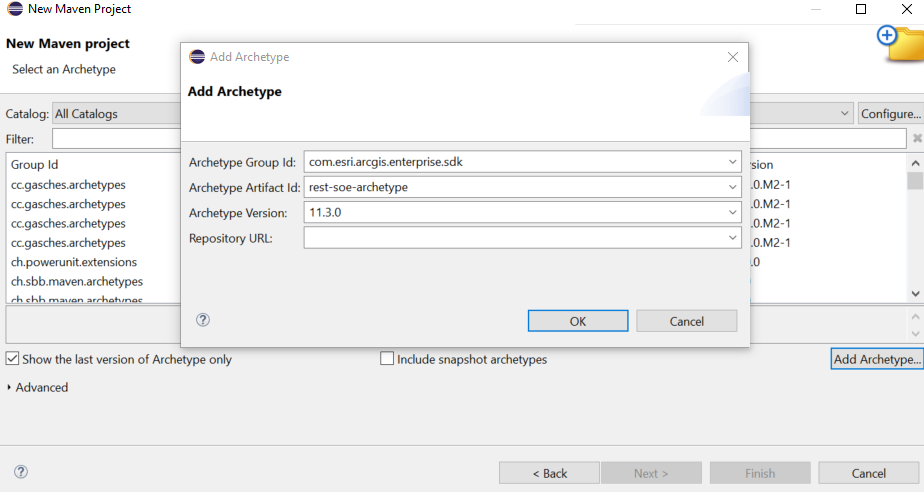 New Maven Project
New Maven project
Select an Archetype
Catalog: All Catalogs Configure...
Filter:
Group Id
cc.gasches.archetypes .0.M2-1
cc.gasches.archetypes .0.M2-1
cc.gasches.archetypes .0.M2-1
cc.gasches.archetypes .0.M2-1
ch.powerunit.extensions .0
ch.sbb.maven.archetypes
ch.sbb.maven.archetypes
Add Archetype
Add Archetype
Archetype Group Id: com.esri.arcgis.enterprise.sdk
Archetype Artifact Id: rest-soe-archetype
Archetype Version: 11.3.0
Repository URL:
OK Cancel
Show the last version of Archetype only Include snapshot archetypes Add Archetype...
Advanced
< Back Next > Finish Cancel